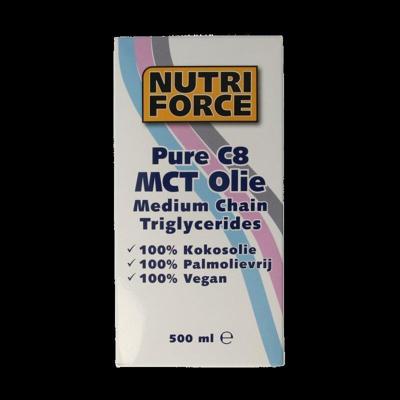 NUTRI
FORCE
Pure C8
MCT Olie
Medium Chain
Triglycerides
✓ 100% Kokosolie
✓ 100% Palmolievrij
✓ 100% Vegan
500 ml ℮